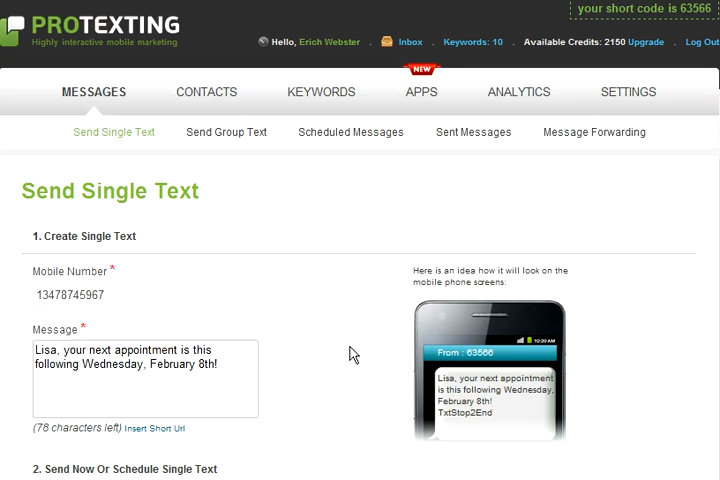 your short code is 63566
PROTEXTING
Highly interactive mobile marketing
Hello, Erich Webster . Inbox . Keywords: 10 . Available Credits: 2150 Upgrade . Log Out
NEW
MESSAGES CONTACTS KEYWORDS APPS ANALYTICS SETTINGS
Send Single Text Send Group Text Scheduled Messages Sent Messages Message Forwarding
Send Single Text
1. Create Single Text
Mobile Number *
13478745967
Message *
Lisa, your next appointment is this
following Wednesday, February 8th!
(78 characters left) Insert Short Url
Here is an idea how it will look on the
mobile phone screens:
10:20 AM
From : 63566
Lisa, your next appointment
is this following Wednesday,
February 8th!
TxtStop2End
2. Send Now Or Schedule Single Text